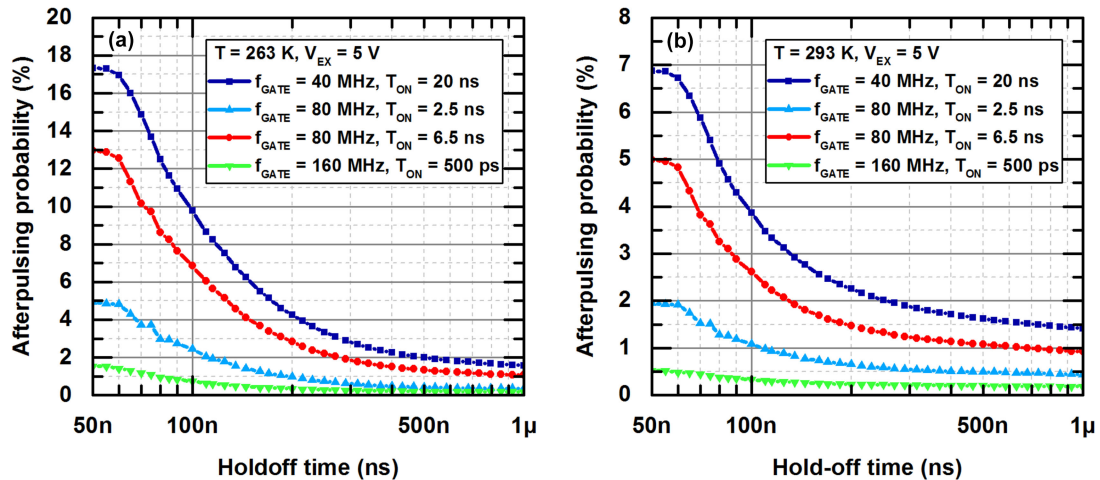 (a)
T = 263 K, V_EX = 5 V
f_GATE = 40 MHz, T_ON = 20 ns
f_GATE = 80 MHz, T_ON = 2.5 ns
f_GATE = 80 MHz, T_ON = 6.5 ns
f_GATE = 160 MHz, T_ON = 500 ps
Afterpulsing probability (%)
20
18
16
14
12
10
8
6
4
2
0
50n 100n 500n 1µ
Holdoff time (ns)
(b)
T = 293 K, V_EX = 5 V
f_GATE = 40 MHz, T_ON = 20 ns
f_GATE = 80 MHz, T_ON = 2.5 ns
f_GATE = 80 MHz, T_ON = 6.5 ns
f_GATE = 160 MHz, T_ON = 500 ps
Afterpulsing probability (%)
8
7
6
5
4
3
2
1
0
50n 100n 500n 1µ
Hold-off time (ns)